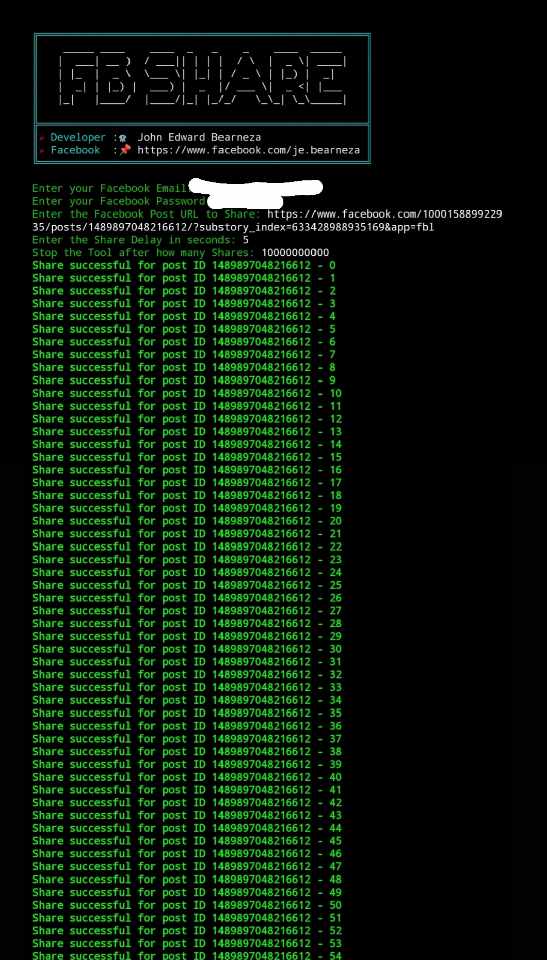 FB SHARE
Developer : John Edward Bearneza
Facebook : https://www.facebook.com/je.bearneza
Enter your Facebook Email
Enter your Facebook Password
Enter the Facebook Post URL to Share: https://www.facebook.com/1000158899229
35/posts/1489897048216612/?substory_index=633428988935169&app=fbl
Enter the Share Delay in seconds: 5
Stop the Tool after how many Shares: 10000000000
Share successful for post ID 1489897048216612 - 0
Share successful for post ID 1489897048216612 - 1
Share successful for post ID 1489897048216612 - 2
Share successful for post ID 1489897048216612 - 3
Share successful for post ID 1489897048216612 - 4
Share successful for post ID 1489897048216612 - 5
Share successful for post ID 1489897048216612 - 6
Share successful for post ID 1489897048216612 - 7
Share successful for post ID 1489897048216612 - 8
Share successful for post ID 1489897048216612 - 9
Share successful for post ID 1489897048216612 - 10
Share successful for post ID 1489897048216612 - 11
Share successful for post ID 1489897048216612 - 12
Share successful for post ID 1489897048216612 - 13
Share successful for post ID 1489897048216612 - 14
Share successful for post ID 1489897048216612 - 15
Share successful for post ID 1489897048216612 - 16
Share successful for post ID 1489897048216612 - 17
Share successful for post ID 1489897048216612 - 18
Share successful for post ID 1489897048216612 - 19
Share successful for post ID 1489897048216612 - 20
Share successful for post ID 1489897048216612 - 21
Share successful for post ID 1489897048216612 - 22
Share successful for post ID 1489897048216612 - 23
Share successful for post ID 1489897048216612 - 24
Share successful for post ID 1489897048216612 - 25
Share successful for post ID 1489897048216612 - 26
Share successful for post ID 1489897048216612 - 27
Share successful for post ID 1489897048216612 - 28
Share successful for post ID 1489897048216612 - 29
Share successful for post ID 1489897048216612 - 30
Share successful for post ID 1489897048216612 - 31
Share successful for post ID 1489897048216612 - 32
Share successful for post ID 1489897048216612 - 33
Share successful for post ID 1489897048216612 - 34
Share successful for post ID 1489897048216612 - 35
Share successful for post ID 1489897048216612 - 36
Share successful for post ID 1489897048216612 - 37
Share successful for post ID 1489897048216612 - 38
Share successful for post ID 1489897048216612 - 39
Share successful for post ID 1489897048216612 - 40
Share successful for post ID 1489897048216612 - 41
Share successful for post ID 1489897048216612 - 42
Share successful for post ID 1489897048216612 - 43
Share successful for post ID 1489897048216612 - 44
Share successful for post ID 1489897048216612 - 45
Share successful for post ID 1489897048216612 - 46
Share successful for post ID 1489897048216612 - 47
Share successful for post ID 1489897048216612 - 48
Share successful for post ID 1489897048216612 - 49
Share successful for post ID 1489897048216612 - 50
Share successful for post ID 1489897048216612 - 51
Share successful for post ID 1489897048216612 - 52
Share successful for post ID 1489897048216612 - 53
Share successful for post ID 1489897048216612 - 54